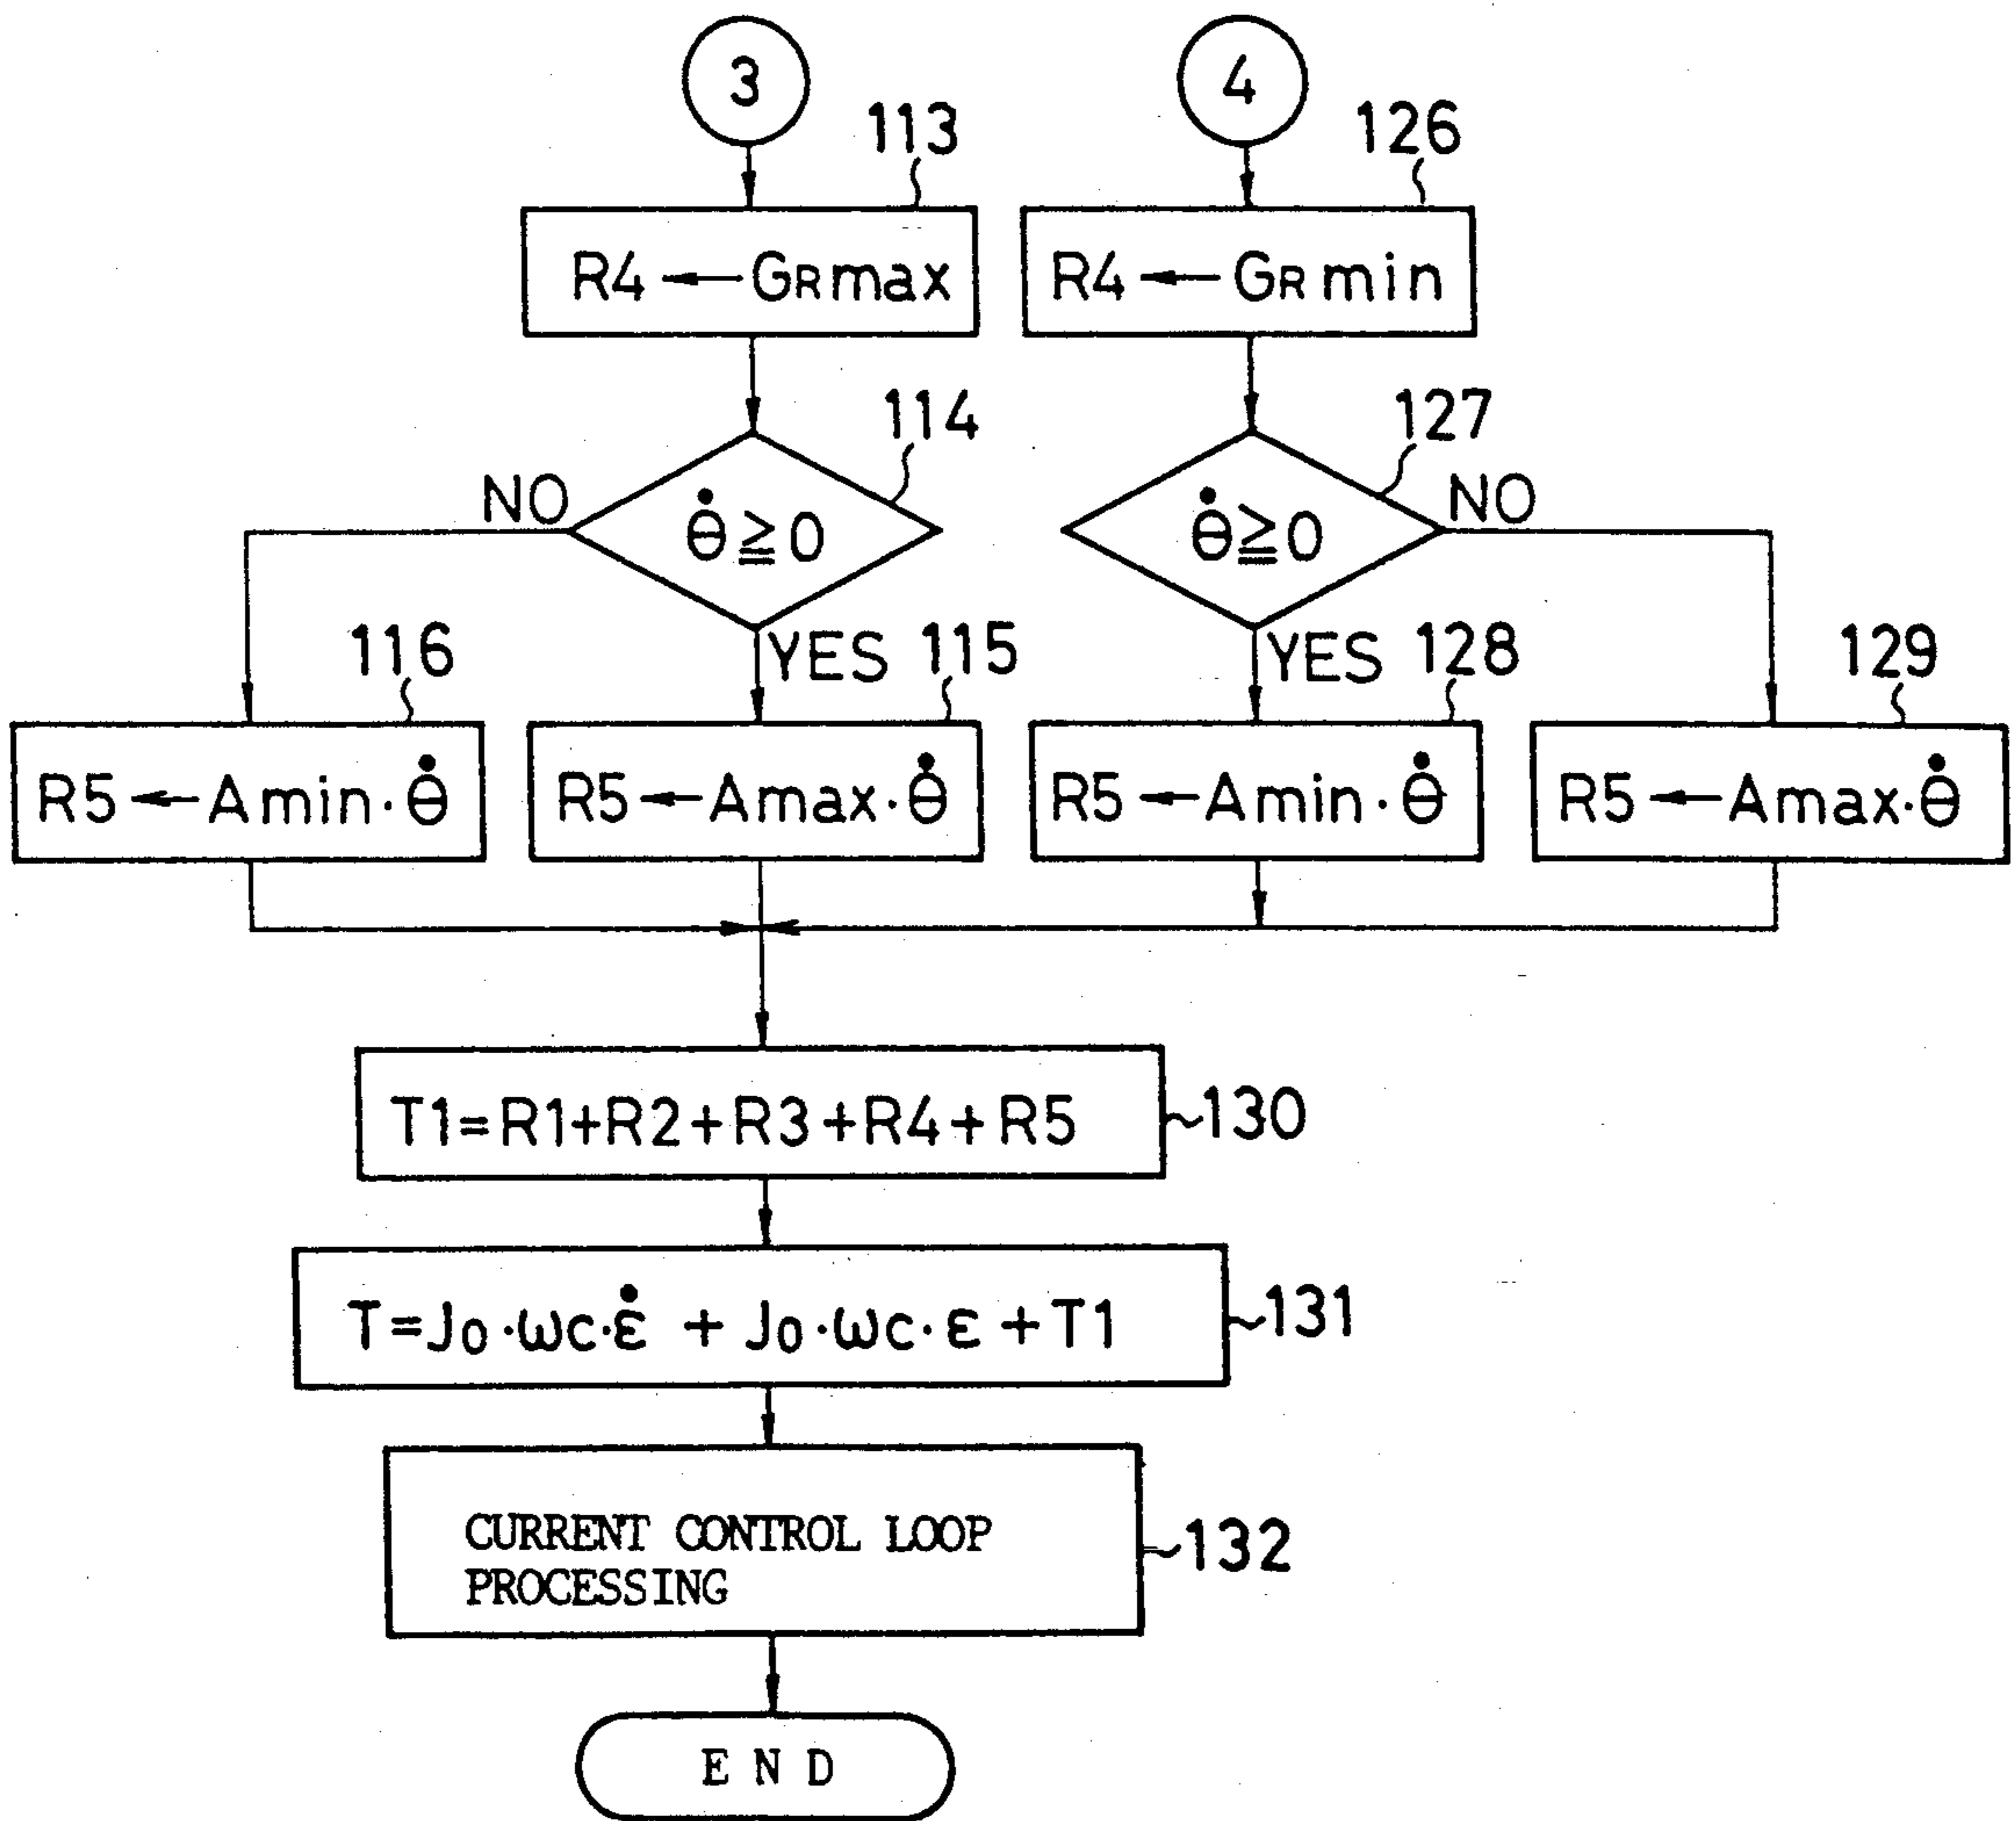 3
4
113
126
R4 ← GR max
R4 ← GR min
114
127
NO
θ̇ ≧ 0
θ̇ ≧ 0
NO
116
YES
115
YES
128
129
R5 ← Amin · θ̇
R5 ← Amax · θ̇
R5 ← Amin · θ̇
R5 ← Amax · θ̇
T1=R1+R2+R3+R4+R5
130
T=J0·ωc·ε̇ + J0·ωc·ε + T1
131
CURRENT CONTROL LOOP
PROCESSING
132
END